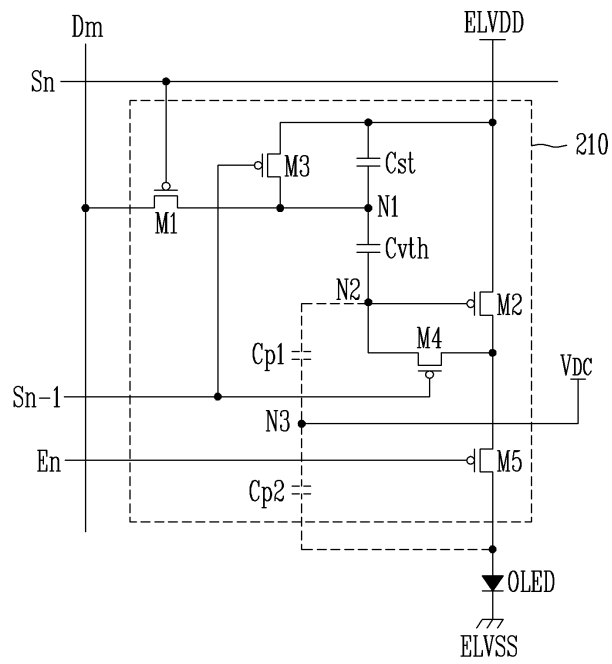 Dm
ELVDD
Sn
210
M3
Cst
M1
N1
Cvth
N2
M2
M4
Cp1
VDC
Sn-1
N3
En
M5
Cp2
OLED
ELVSS